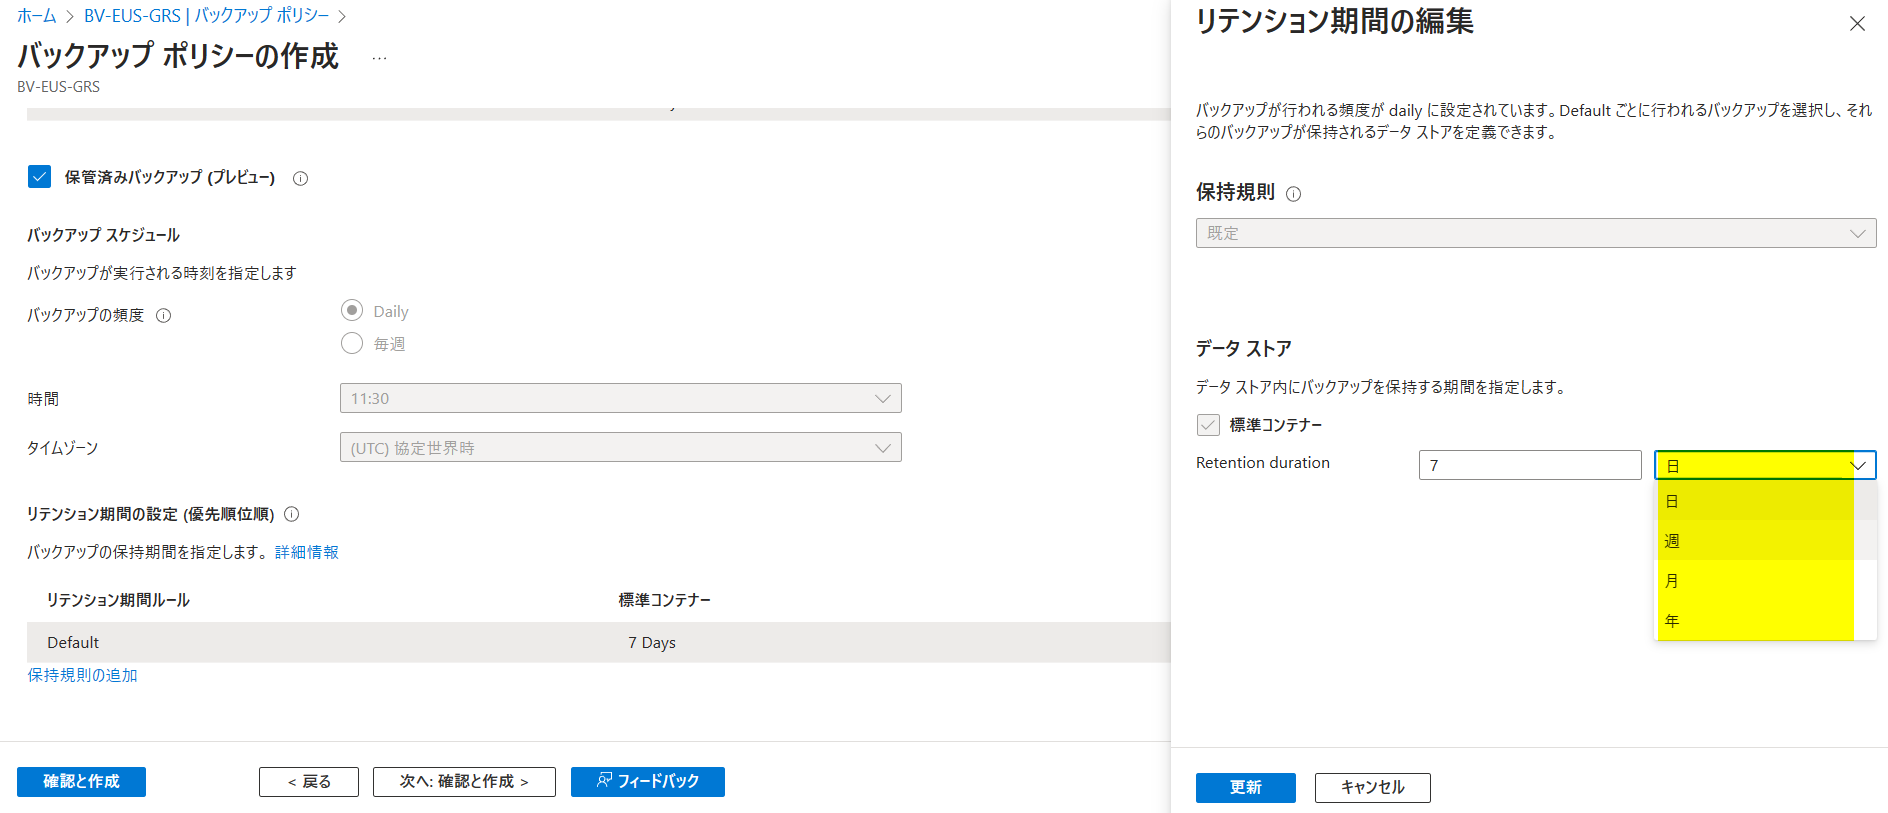 ホーム > BV-EUS-GRS | バックアップ ポリシー >
バックアップ ポリシーの作成 …
BV-EUS-GRS
保管済みバックアップ (プレビュー)
バックアップ スケジュール
バックアップが実行される時刻を指定します
バックアップの頻度
Daily
毎週
時間
11:30
タイムゾーン
(UTC) 協定世界時
リテンション期間の設定 (優先順位順)
バックアップの保持期間を指定します。 詳細情報
リテンション期間ルール 標準コンテナー
Default 7 Days
保持規則の追加
確認と作成
< 戻る
次へ: 確認と作成 >
フィードバック
リテンション期間の編集
バックアップが行われる頻度が daily に設定されています。Default ごとに行われるバックアップを選択し、それ
らのバックアップが保持されるデータ ストアを定義できます。
保持規則
既定
データ ストア
データ ストア内にバックアップを保持する期間を指定します。
標準コンテナー
Retention duration 7 日
日
週
月
年
更新
キャンセル